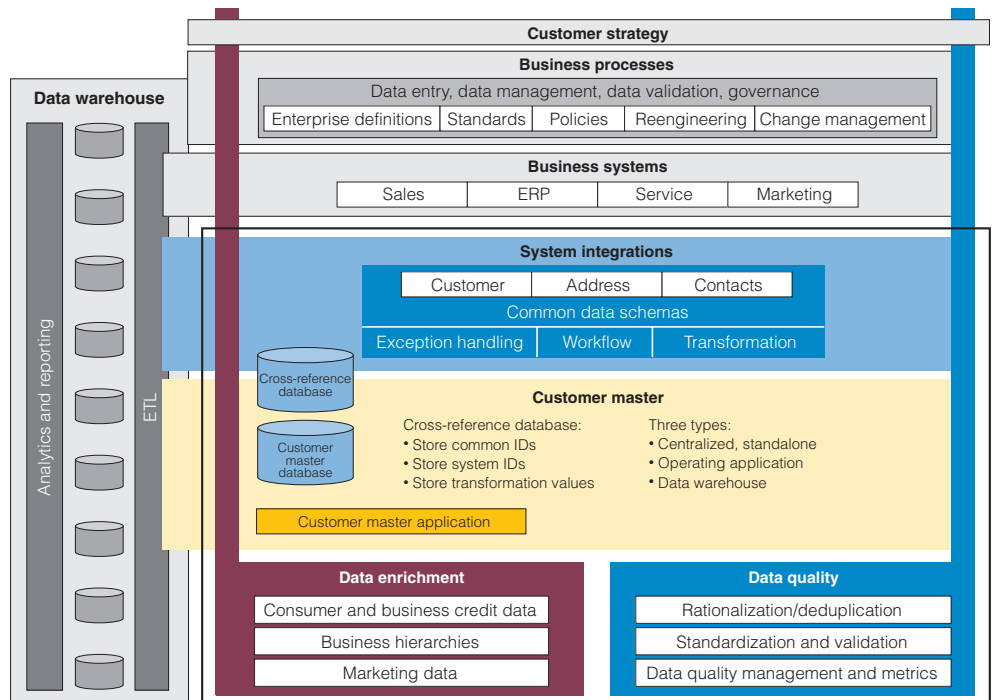 Customer strategy
Business processes
Data entry, data management, data validation, governance
Enterprise definitions
Standards
Policies
Reengineering
Change management
Data warehouse
Analytics and reporting
ETL
Business systems
Sales
ERP
Service
Marketing
System integrations
Customer
Address
Contacts
Common data schemas
Exception handling
Workflow
Transformation
Cross-reference
database
Customer
master
database
Customer master
Cross-reference database:
• Store common IDs
• Store system IDs
• Store transformation values
Three types:
• Centralized, standalone
• Operating application
• Data warehouse
Customer master application
Data enrichment
Consumer and business credit data
Business hierarchies
Marketing data
Data quality
Rationalization/deduplication
Standardization and validation
Data quality management and metrics